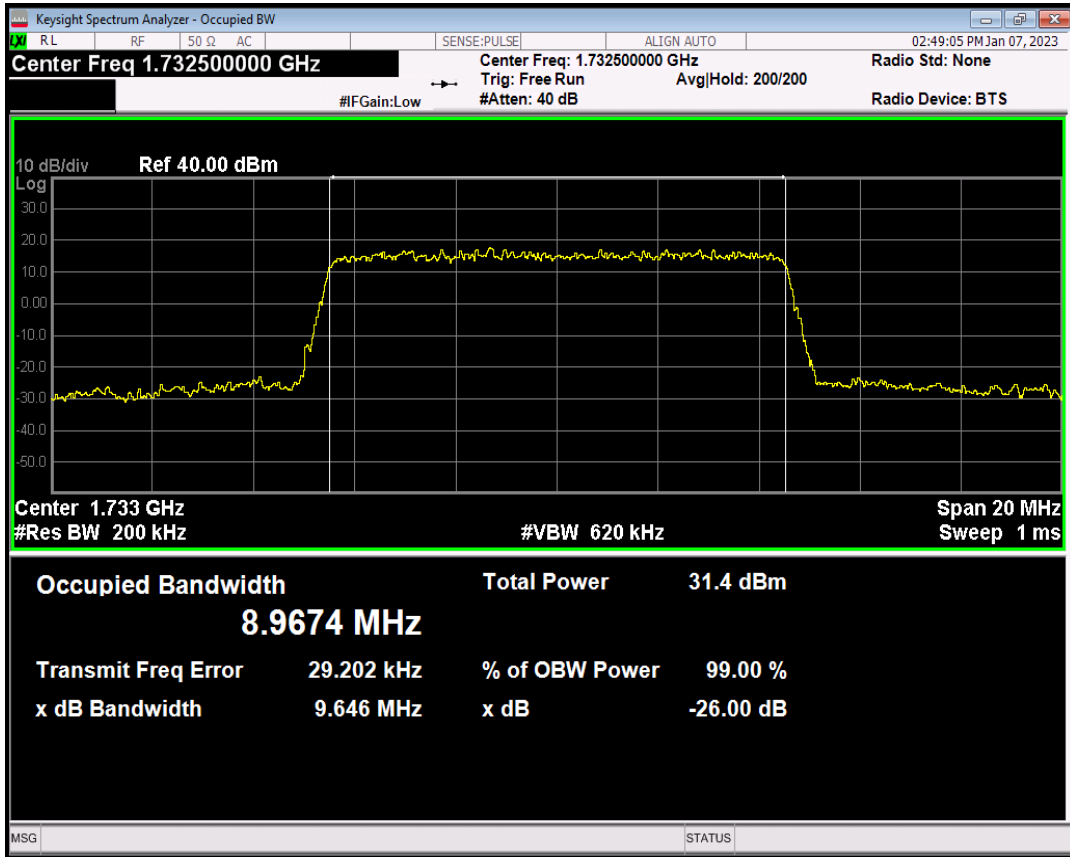 Keysight Spectrum Analyzer - Occupied BW
LXI RL RF 50 Ω AC SENSE:PULSE ALIGN AUTO 02:49:05 PM Jan 07, 2023
Center Freq 1.732500000 GHz Center Freq: 1.732500000 GHz Radio Std: None
Trig: Free Run Avg|Hold: 200/200
#IFGain:Low #Atten: 40 dB Radio Device: BTS
10 dB/div Ref 40.00 dBm
Log
30.0
20.0
10.0
0.00
-10.0
-20.0
-30.0
-40.0
-50.0
Center 1.733 GHz Span 20 MHz
#Res BW 200 kHz #VBW 620 kHz Sweep 1 ms
Occupied Bandwidth Total Power 31.4 dBm
8.9674 MHz
Transmit Freq Error 29.202 kHz % of OBW Power 99.00 %
x dB Bandwidth 9.646 MHz x dB -26.00 dB
MSG STATUS